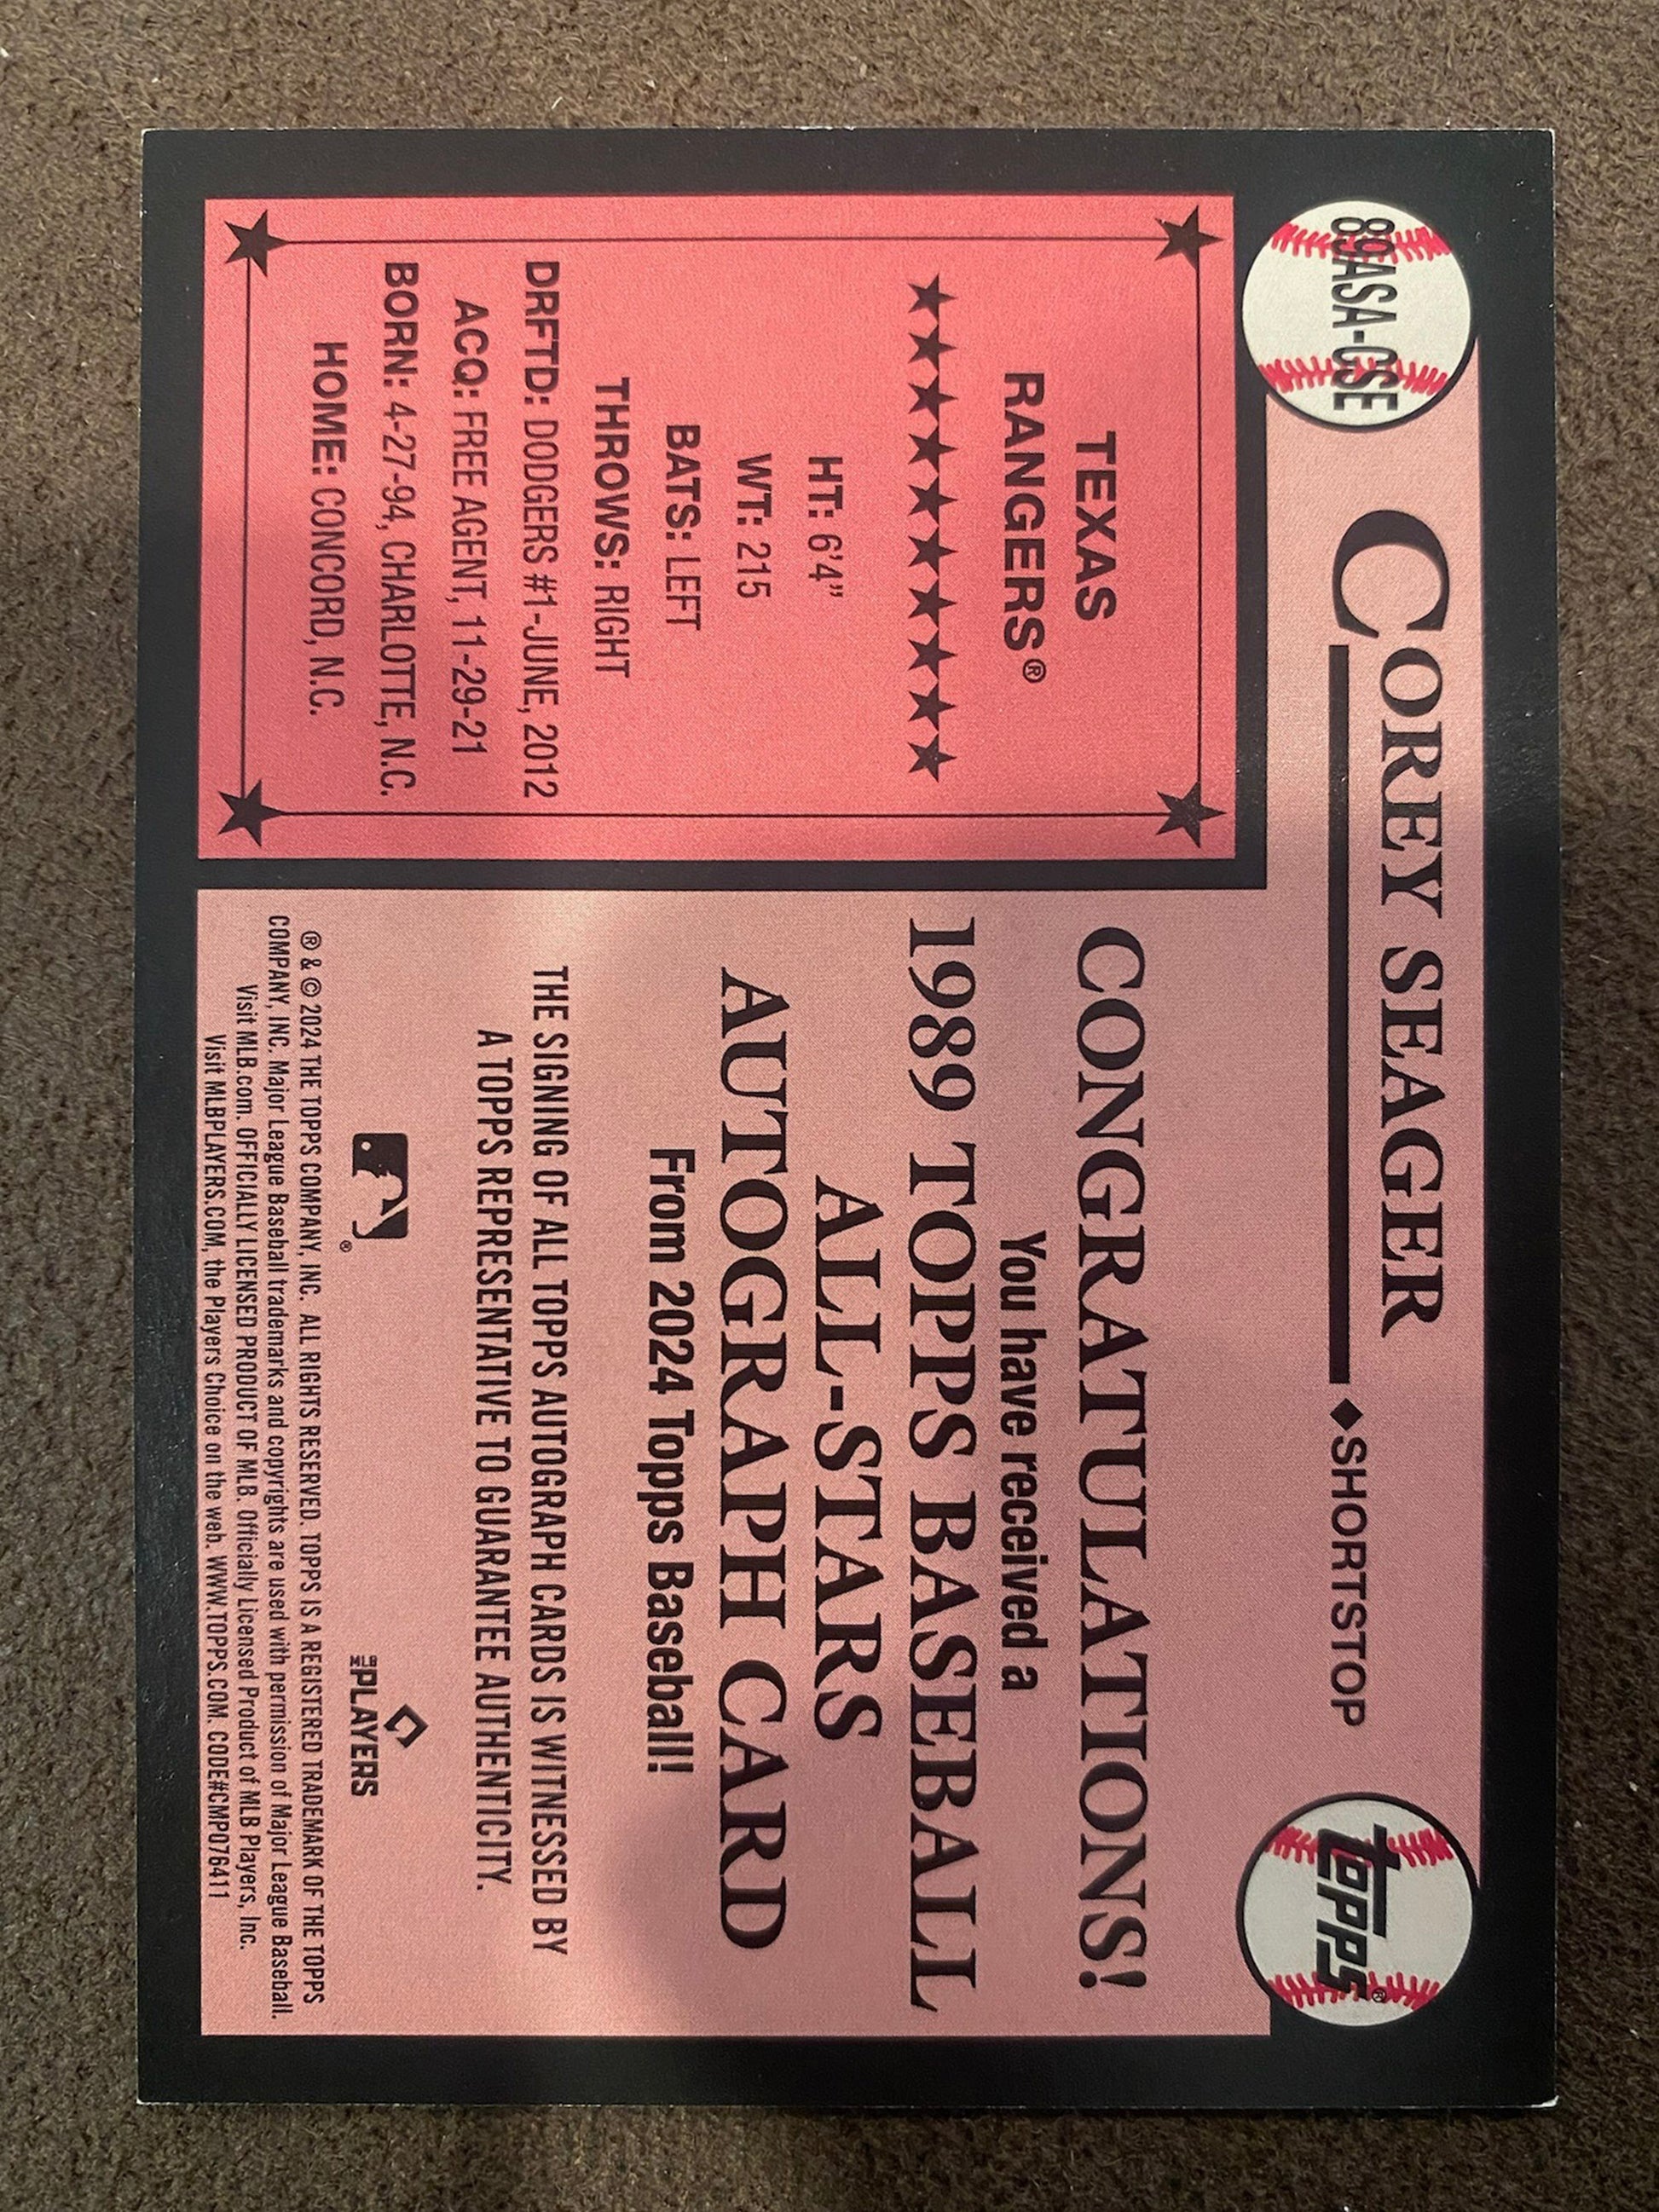 89ASA-CSE
COREY SEAGER
◆SHORTSTOP
TOPPS®
TEXAS
RANGERS®
★★★★★★★★★★
HT: 6'4"
WT: 215
BATS: LEFT
THROWS: RIGHT
DRFTD: DODGERS #1-JUNE, 2012
ACQ: FREE AGENT, 11-29-21
BORN: 4-27-94, CHARLOTTE, N.C.
HOME: CONCORD, N.C.
CONGRATULATIONS!
You have received a
1989 TOPPS BASEBALL
ALL-STARS
AUTOGRAPH CARD
From 2024 Topps Baseball!
THE SIGNING OF ALL TOPPS AUTOGRAPH CARDS IS WITNESSED BY
A TOPPS REPRESENTATIVE TO GUARANTEE AUTHENTICITY.
®
MLB PLAYERS
® & © 2024 THE TOPPS COMPANY, INC. ALL RIGHTS RESERVED. TOPPS IS A REGISTERED TRADEMARK OF THE TOPPS
COMPANY, INC. Major League Baseball trademarks and copyrights are used with permission of Major League Baseball.
Visit MLB.com. OFFICIALLY LICENSED PRODUCT OF MLB. Officially Licensed Product of MLB Players, Inc.
Visit MLBPLAYERS.COM, the Players Choice on the web. WWW.TOPPS.COM. CODE#CMP076411